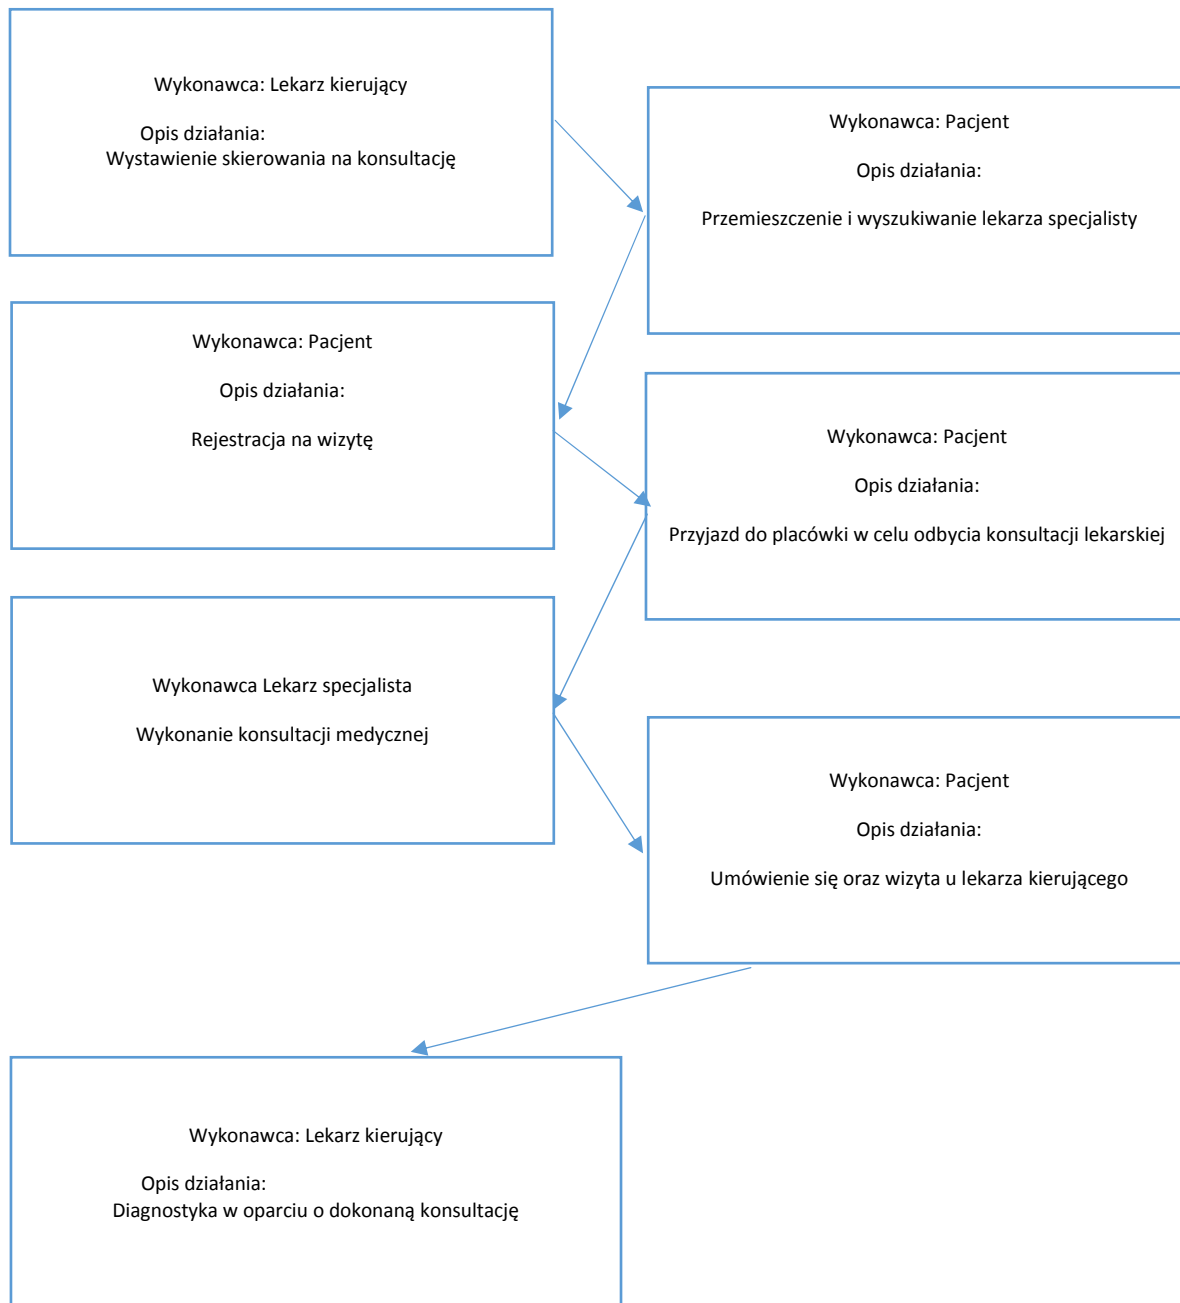 Wykonawca: Lekarz kierujący
Opis działania:
Wystawienie skierowania na konsultację
Wykonawca: Pacjent
Opis działania:
Przemieszczenie i wyszukiwanie lekarza specjalisty
Wykonawca: Pacjent
Opis działania:
Rejestracja na wizytę
Wykonawca: Pacjent
Opis działania:
Przyjazd do placówki w celu odbycia konsultacji lekarskiej
Wykonawca Lekarz specjalista
Wykonanie konsultacji medycznej
Wykonawca: Pacjent
Opis działania:
Umówienie się oraz wizyta u lekarza kierującego
Wykonawca: Lekarz kierujący
Opis działania:
Diagnostyka w oparciu o dokonaną konsultację